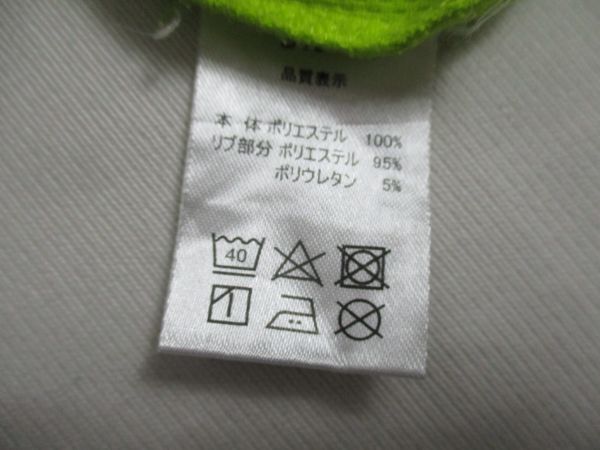 品質表示
本 体 ポリエステル 100%
リブ部分 ポリエステル 95%
ポリウレタン 5%
40